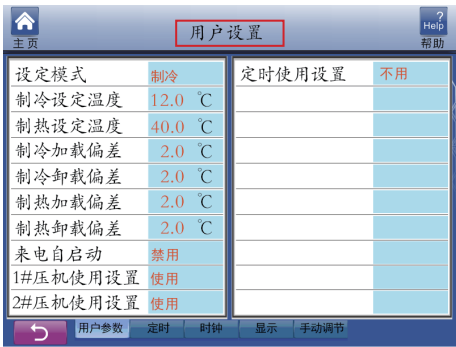 主页
用户设置
?
Help
帮助
设定模式 制冷
制冷设定温度 12.0 ℃
制热设定温度 40.0 ℃
制冷加载偏差 2.0 ℃
制冷卸载偏差 2.0 ℃
制热加载偏差 2.0 ℃
制热卸载偏差 2.0 ℃
来电自启动 禁用
1#压机使用设置 使用
2#压机使用设置 使用
定时使用设置 不用
用户参数 定时 时钟 显示 手动调节